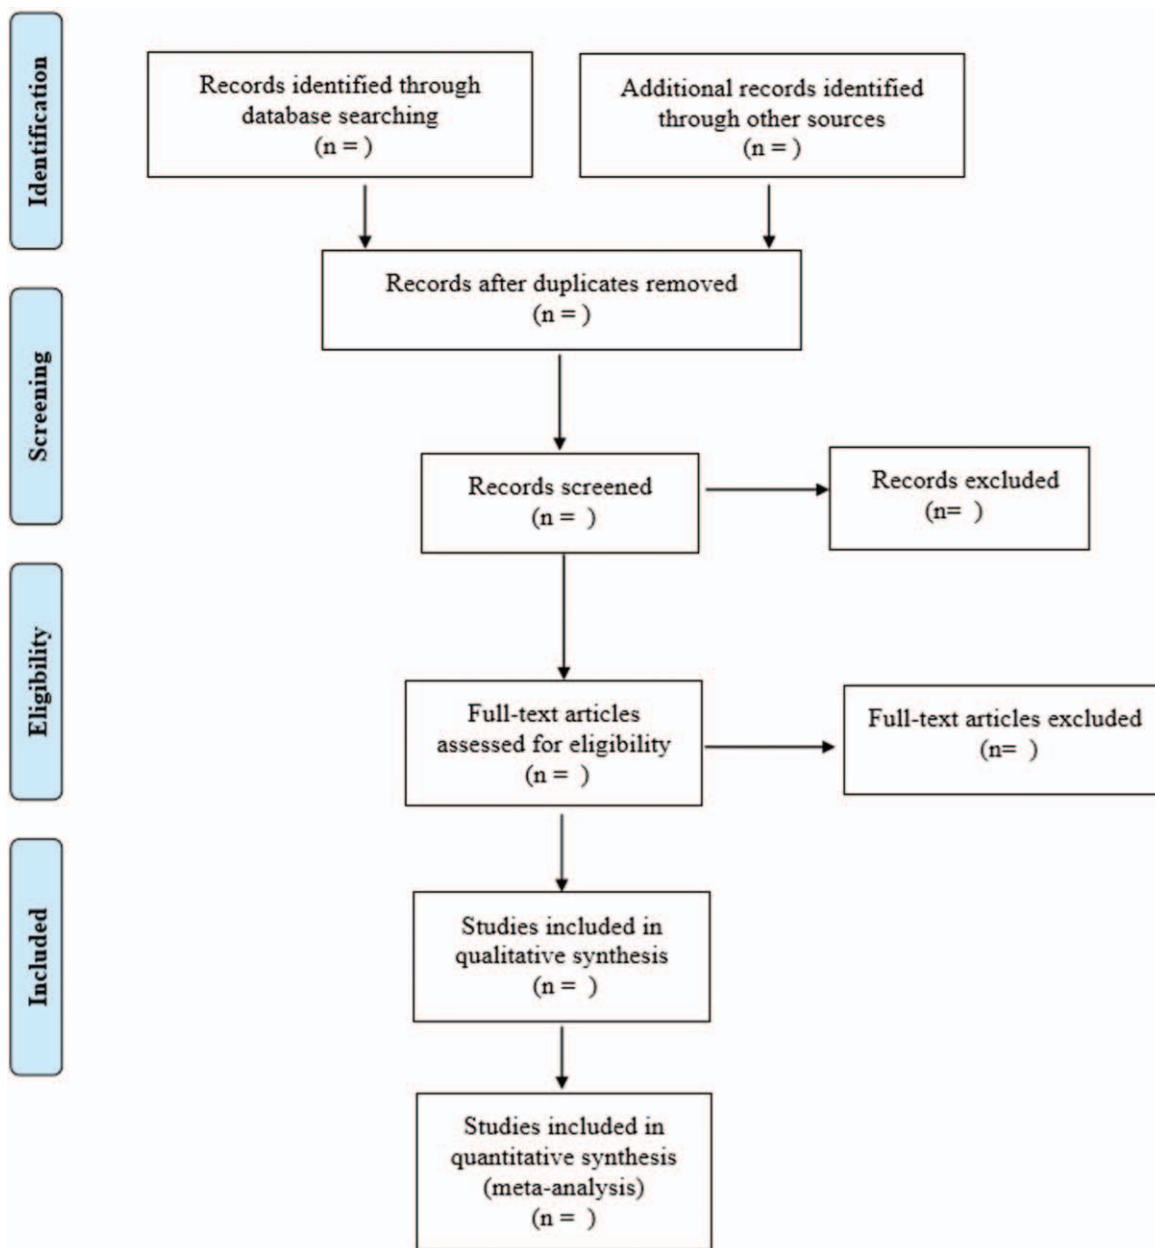 Identification
Records identified through
database searching
(n = )
Additional records identified
through other sources
(n = )
Records after duplicates removed
(n = )
Screening
Records screened
(n =  )
Records excluded
(n=  )
Eligibility
Full-text articles
assessed for eligibility
(n =  )
Full-text articles excluded
(n=  )
Included
Studies included in
qualitative synthesis
(n =  )
Studies included in
quantitative synthesis
(meta-analysis)
(n =  )